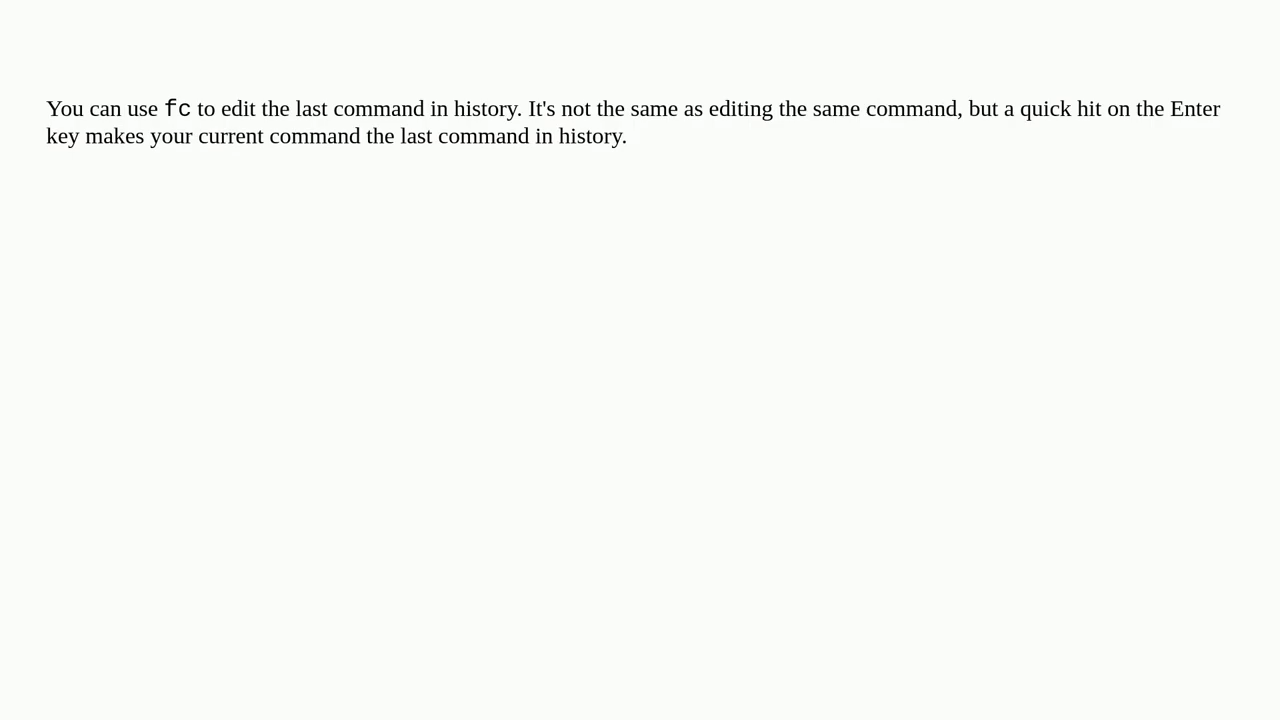 You can use fc to edit the last command in history. It's not the same as editing the same command, but a quick hit on the Enter
key makes your current command the last command in history.